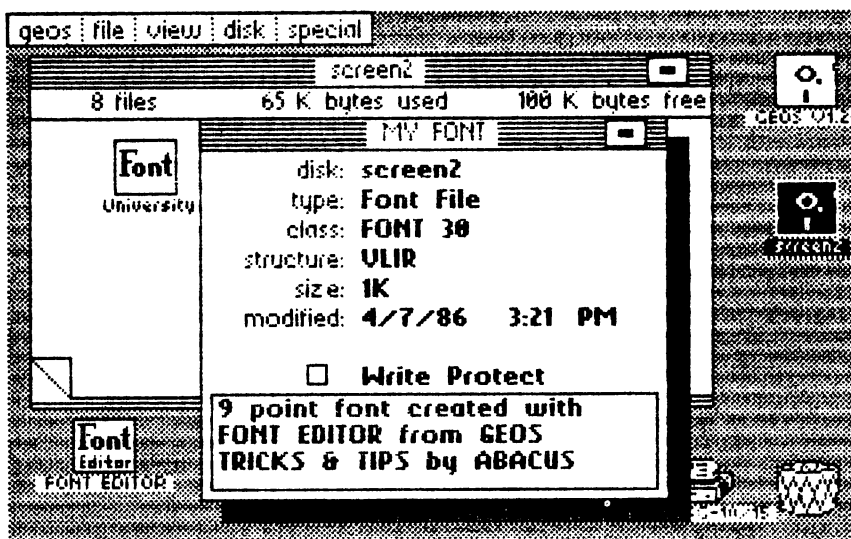 geos file view disk special
screen2
8 files 65 K bytes used 100 K bytes free
MY FONT
GEOS V1.2
Font
University
disk: screen2
type: Font File
class: FONT 30
structure: VLIR
size: 1K
modified: 4/7/86 3:21 PM
screen2
Write Protect
9 point font created with
FONT EDITOR from GEOS
TRICKS & TIPS by ABACUS
Font
Editor
FONT EDITOR